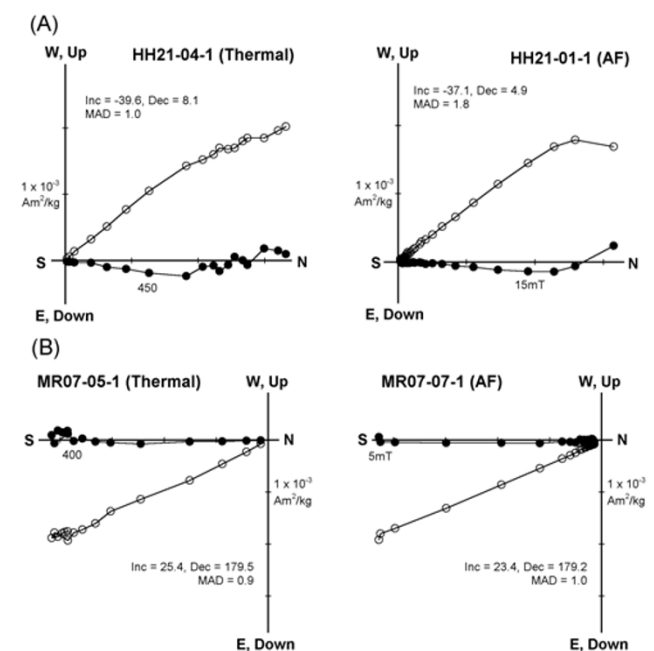 (A)
W, Up
HH21-04-1 (Thermal)
Inc = -39.6, Dec = 8.1
MAD = 1.0
1 x 10⁻³
Am²/kg
S
N
450
E, Down
W, Up
HH21-01-1 (AF)
Inc = -37.1, Dec = 4.9
MAD = 1.8
1 x 10⁻³
Am²/kg
S
N
15mT
E, Down
(B)
MR07-05-1 (Thermal)
W, Up
S
N
400
1 x 10⁻³
Am²/kg
Inc = 25.4, Dec = 179.5
MAD = 0.9
E, Down
MR07-07-1 (AF)
W, Up
S
N
5mT
1 x 10⁻³
Am²/kg
Inc = 23.4, Dec = 179.2
MAD = 1.0
E, Down